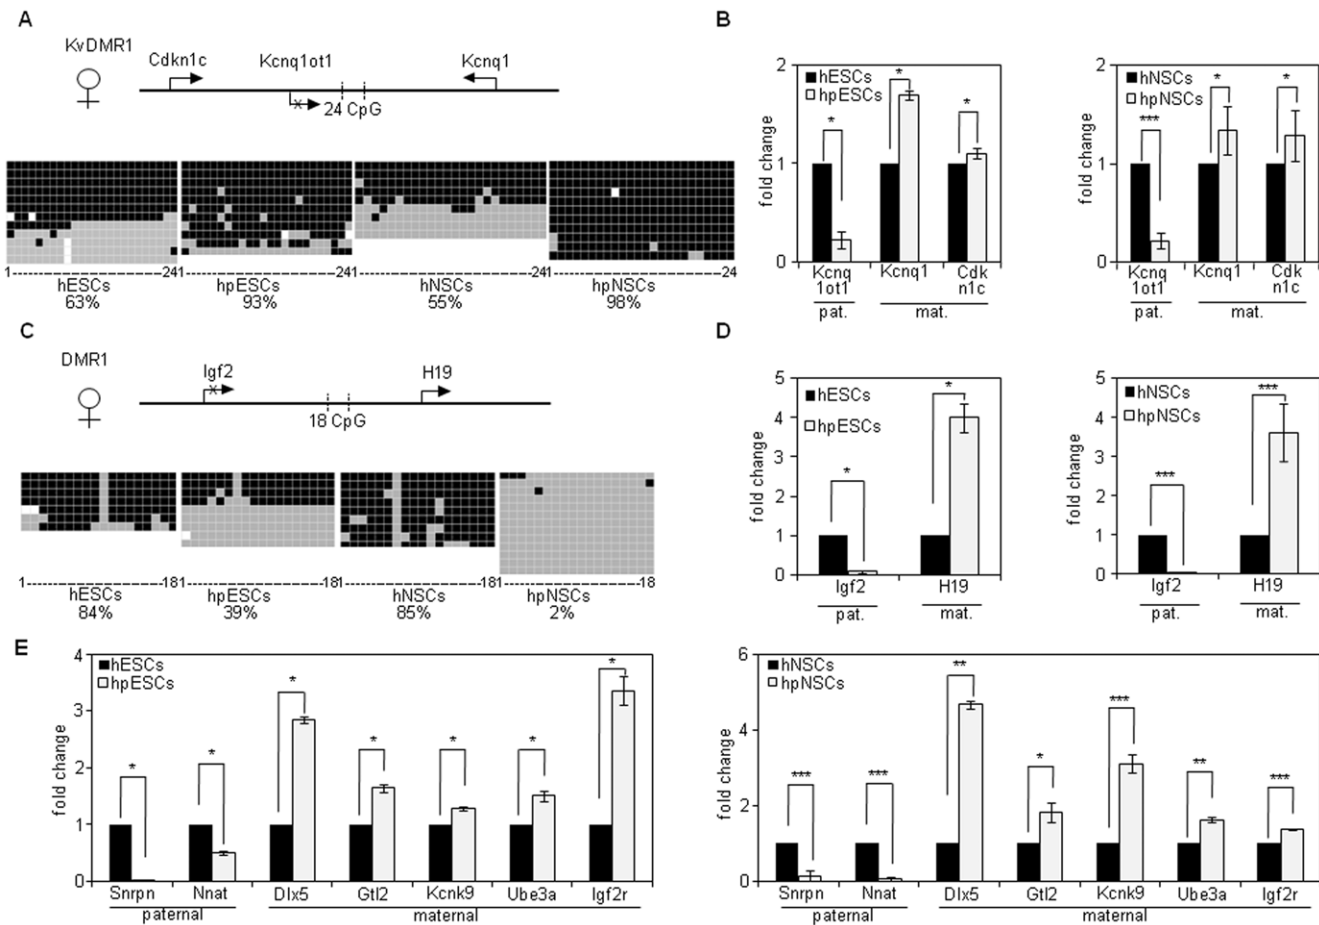 A
KvDMR1
Cdkn1c
Kcnq1ot1
Kcnq1
x
24 CpG
1------------------241------------------241------------------241------------------24
hESCs
63%
hpESCs
93%
hNSCs
55%
hpNSCs
98%
B
fold change
2
1
0
hESCs
hpESCs
*
*
*
Kcnq
1ot1
Kcnq1
Cdk
n1c
pat.
mat.
fold change
2
1
0
hNSCs
hpNSCs
***
*
*
Kcnq
1ot1
Kcnq1
Cdk
n1c
pat.
mat.
C
DMR1
Igf2
x
H19
18 CpG
1------------------181------------------181------------------181------------------18
hESCs
84%
hpESCs
39%
hNSCs
85%
hpNSCs
2%
D
fold change
5
4
3
2
1
0
hESCs
hpESCs
*
*
Igf2
H19
pat.
mat.
fold change
5
4
3
2
1
0
hNSCs
hpNSCs
***
***
Igf2
H19
pat.
mat.
E
fold change
4
3
2
1
0
hESCs
hpESCs
*
*
*
*
*
*
*
Snrpn
Nnat
Dlx5
Gtl2
Kcnk9
Ube3a
Igf2r
paternal
maternal
fold change
6
4
2
0
hNSCs
hpNSCs
***
***
**
*
***
**
***
Snrpn
Nnat
Dlx5
Gtl2
Kcnk9
Ube3a
Igf2r
paternal
maternal